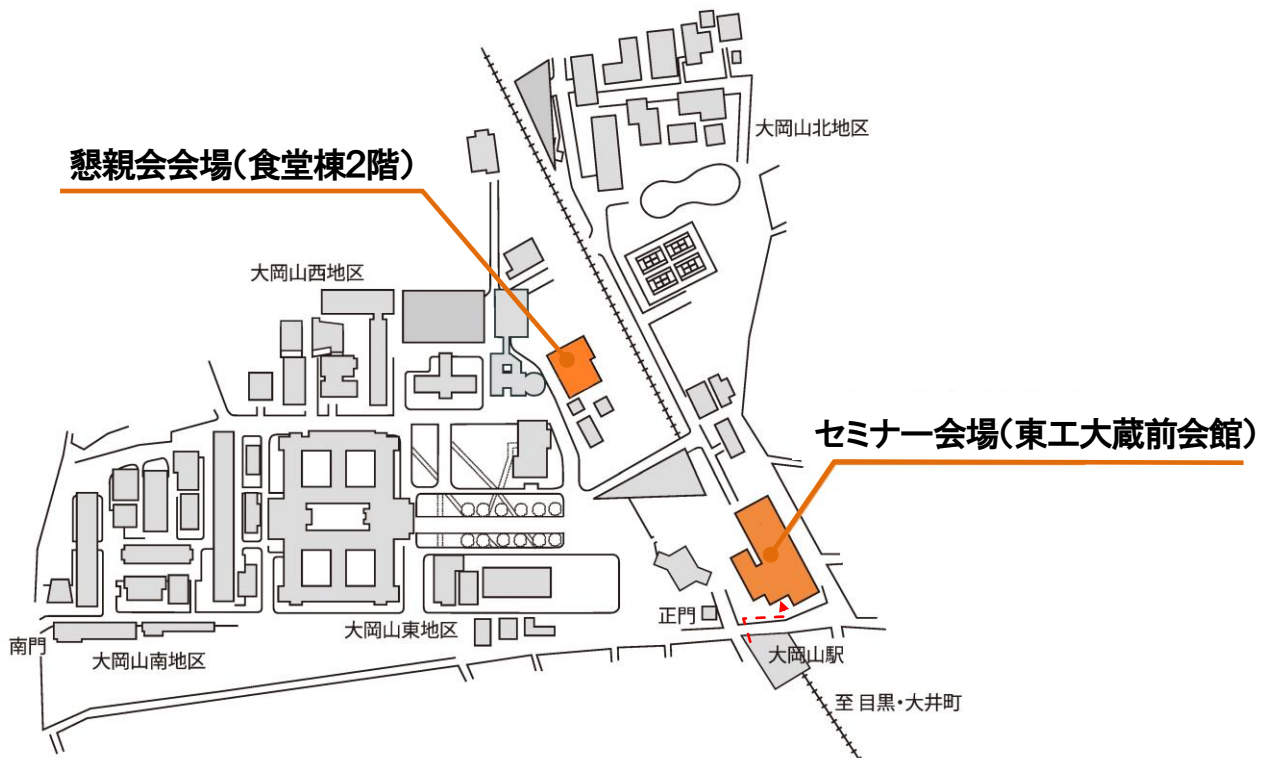 大岡山北地区
懇親会会場(食堂棟2階)
大岡山西地区
セミナー会場(東工大蔵前会館)
正門
大岡山東地区
南門
大岡山南地区
大岡山駅
至 目黒・大井町